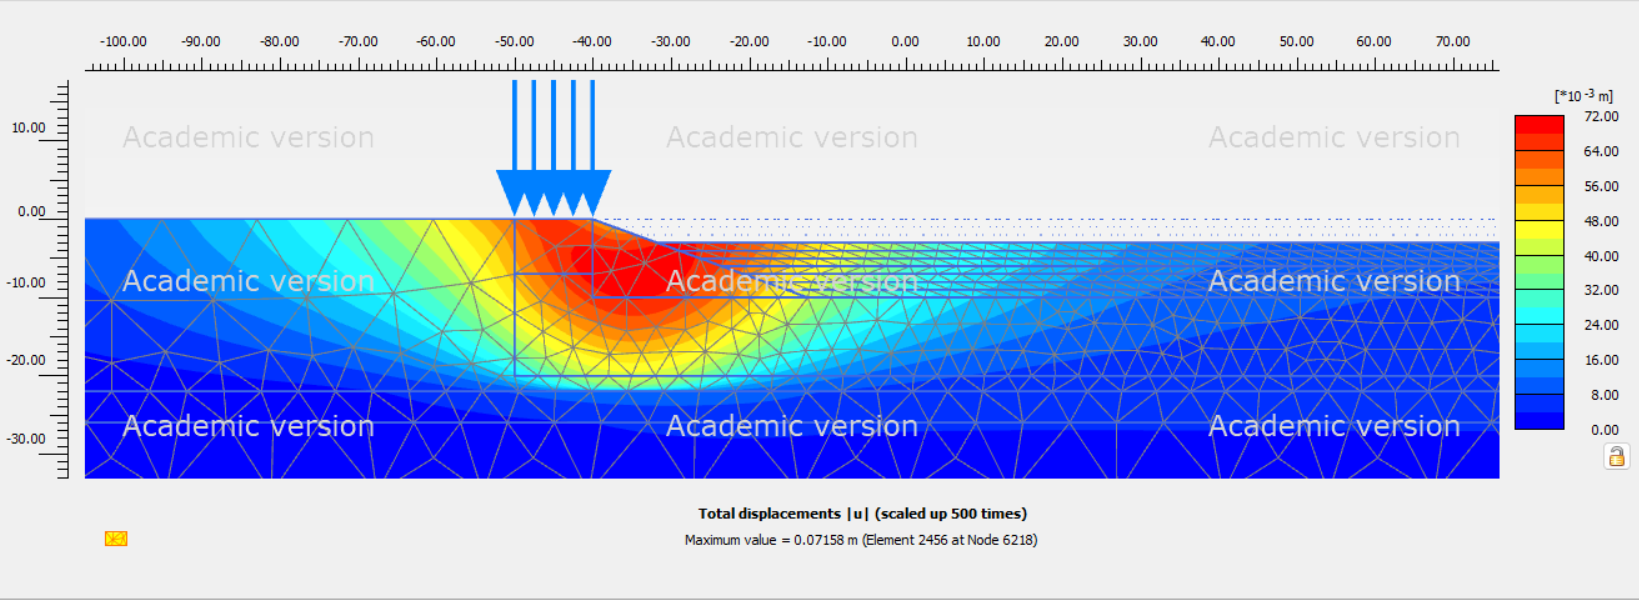 -100.00 -90.00 -80.00 -70.00 -60.00 -50.00 -40.00 -30.00 -20.00 -10.00 0.00 10.00 20.00 30.00 40.00 50.00 60.00 70.00
[*10⁻³ m]
72.00
64.00
56.00
48.00
40.00
32.00
24.00
16.00
8.00
0.00
10.00
0.00
-10.00
-20.00
-30.00
Academic version Academic version Academic version
Academic version Academic version Academic version
Academic version Academic version Academic version
Total displacements |u| (scaled up 500 times)
Maximum value = 0.07158 m (Element 2456 at Node 6218)